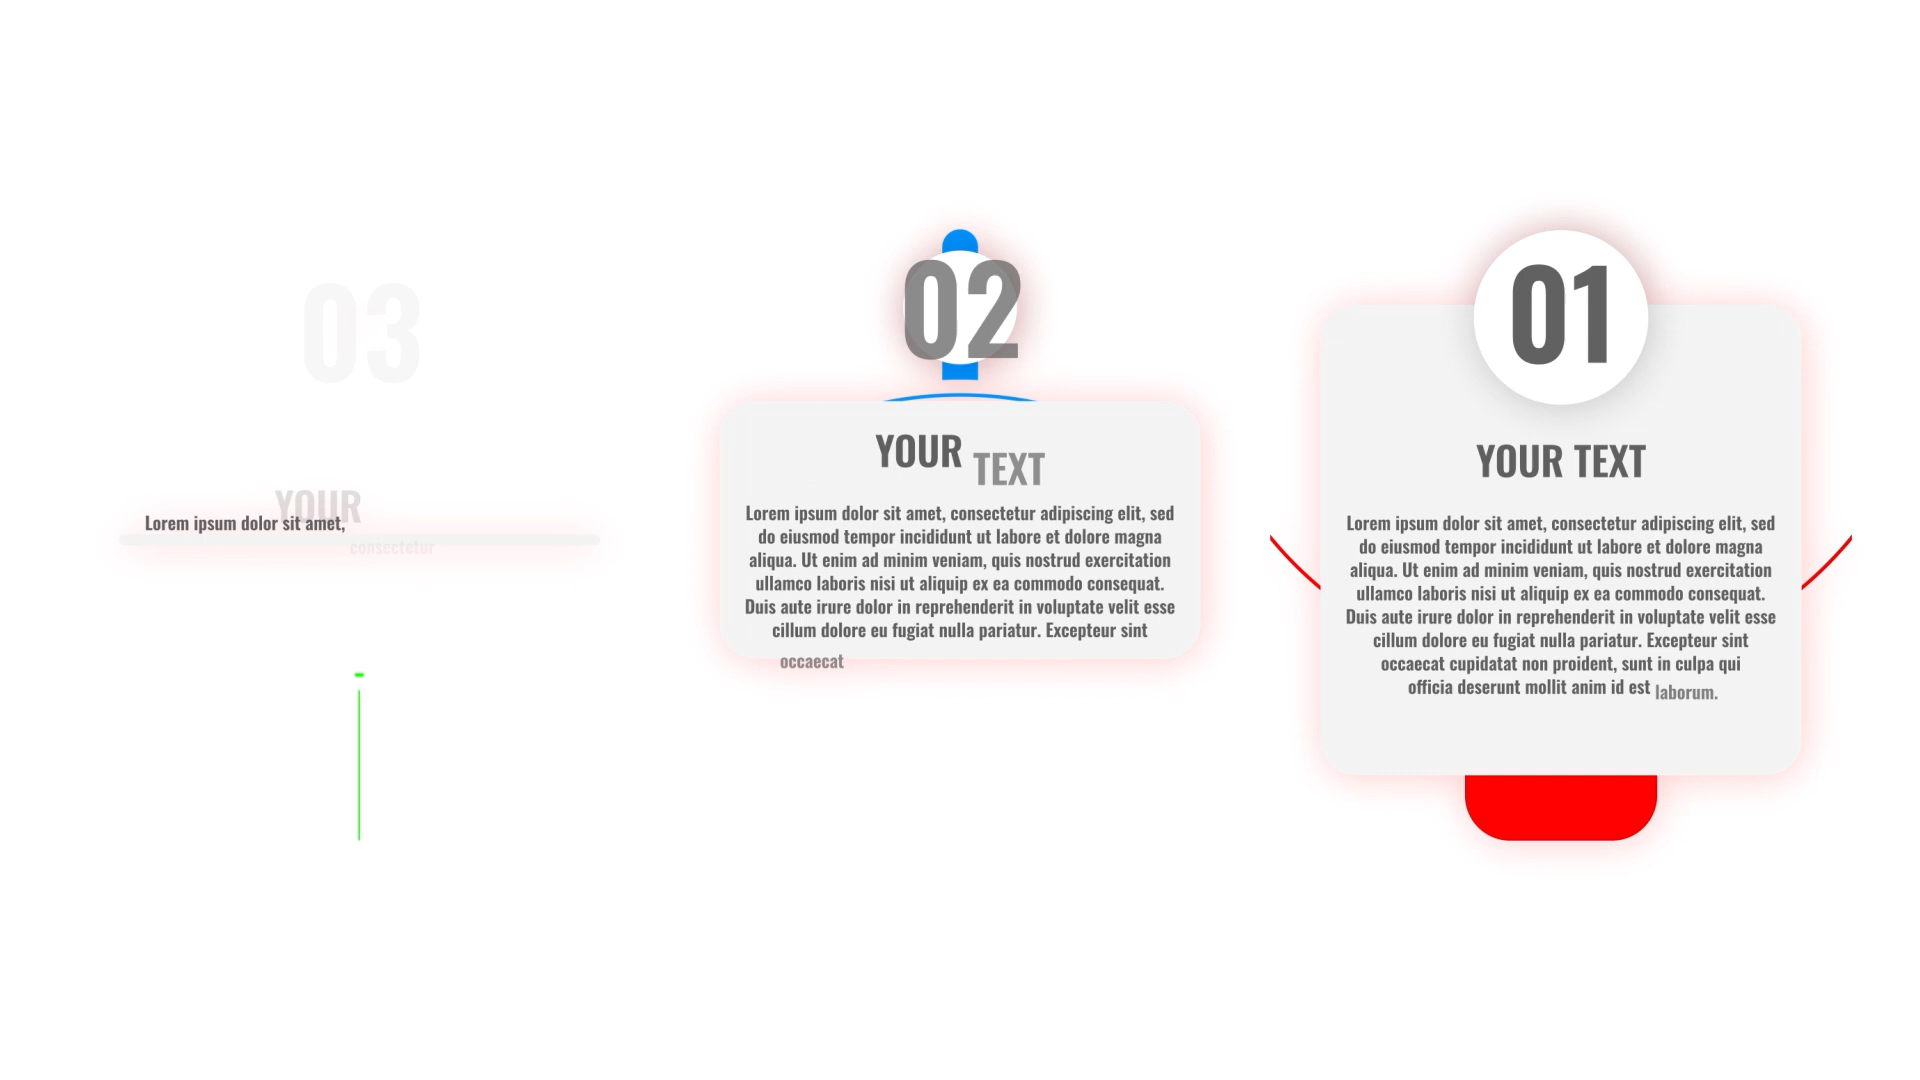 03
YOUR
Lorem ipsum dolor sit amet,
consectetur
02
YOUR TEXT
Lorem ipsum dolor sit amet, consectetur adipiscing elit, sed
do eiusmod tempor incididunt ut labore et dolore magna
aliqua. Ut enim ad minim veniam, quis nostrud exercitation
ullamco laboris nisi ut aliquip ex ea commodo consequat.
Duis aute irure dolor in reprehenderit in voluptate velit esse
cillum dolore eu fugiat nulla pariatur. Excepteur sint
occaecat
01
YOUR TEXT
Lorem ipsum dolor sit amet, consectetur adipiscing elit, sed
do eiusmod tempor incididunt ut labore et dolore magna
aliqua. Ut enim ad minim veniam, quis nostrud exercitation
ullamco laboris nisi ut aliquip ex ea commodo consequat.
Duis aute irure dolor in reprehenderit in voluptate velit esse
cillum dolore eu fugiat nulla pariatur. Excepteur sint
occaecat cupidatat non proident, sunt in culpa qui
officia deserunt mollit anim id est laborum.